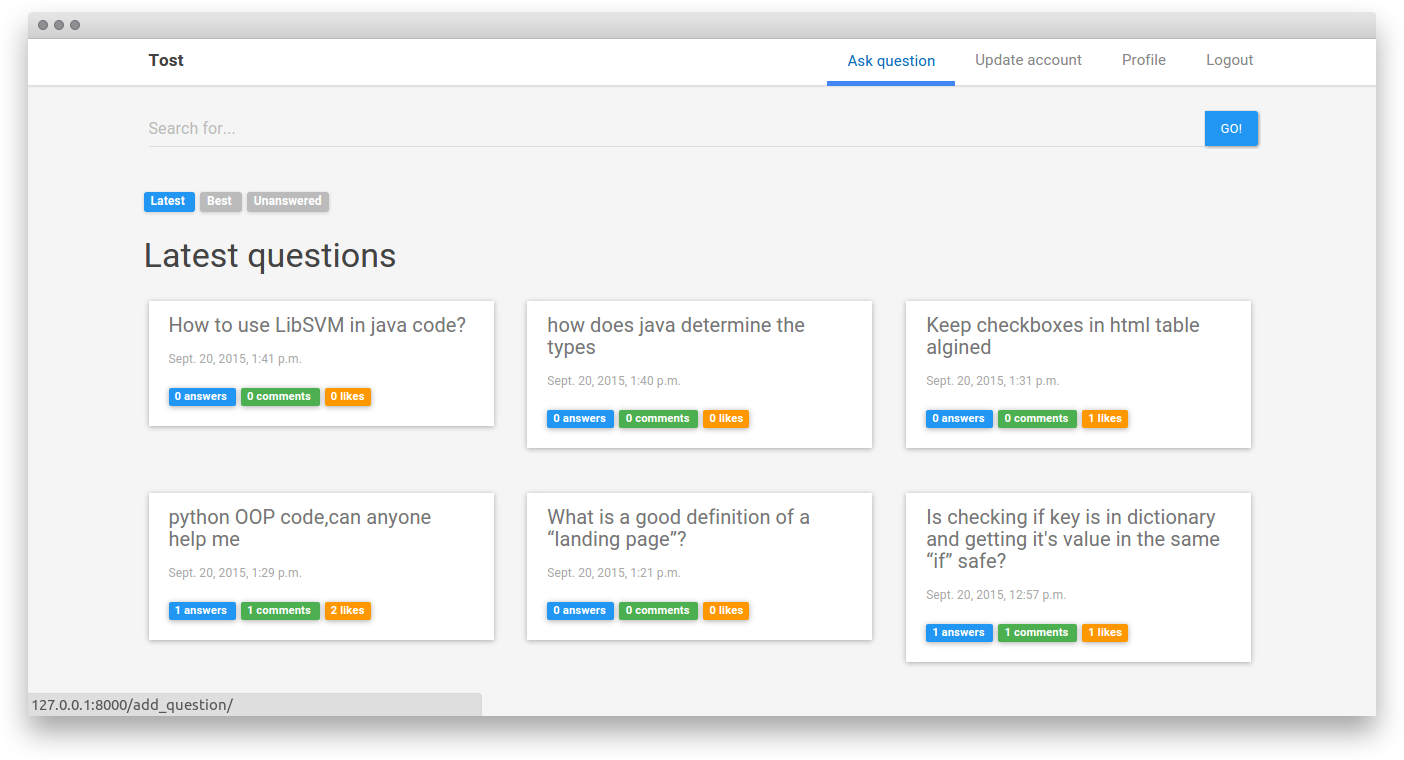 Tost
Ask question
Update account
Profile
Logout
Search for...
GO!
Latest
Best
Unanswered
Latest questions
How to use LibSVM in java code?
Sept. 20, 2015, 1:41 p.m.
0 answers
0 comments
0 likes
how does java determine the
types
Sept. 20, 2015, 1:40 p.m.
0 answers
0 comments
0 likes
Keep checkboxes in html table
algined
Sept. 20, 2015, 1:31 p.m.
0 answers
0 comments
1 likes
python OOP code,can anyone
help me
Sept. 20, 2015, 1:29 p.m.
1 answers
1 comments
2 likes
What is a good definition of a
“landing page”?
Sept. 20, 2015, 1:21 p.m.
0 answers
0 comments
0 likes
Is checking if key is in dictionary
and getting it's value in the same
“if” safe?
Sept. 20, 2015, 12:57 p.m.
1 answers
1 comments
1 likes
127.0.0.1:8000/add_question/